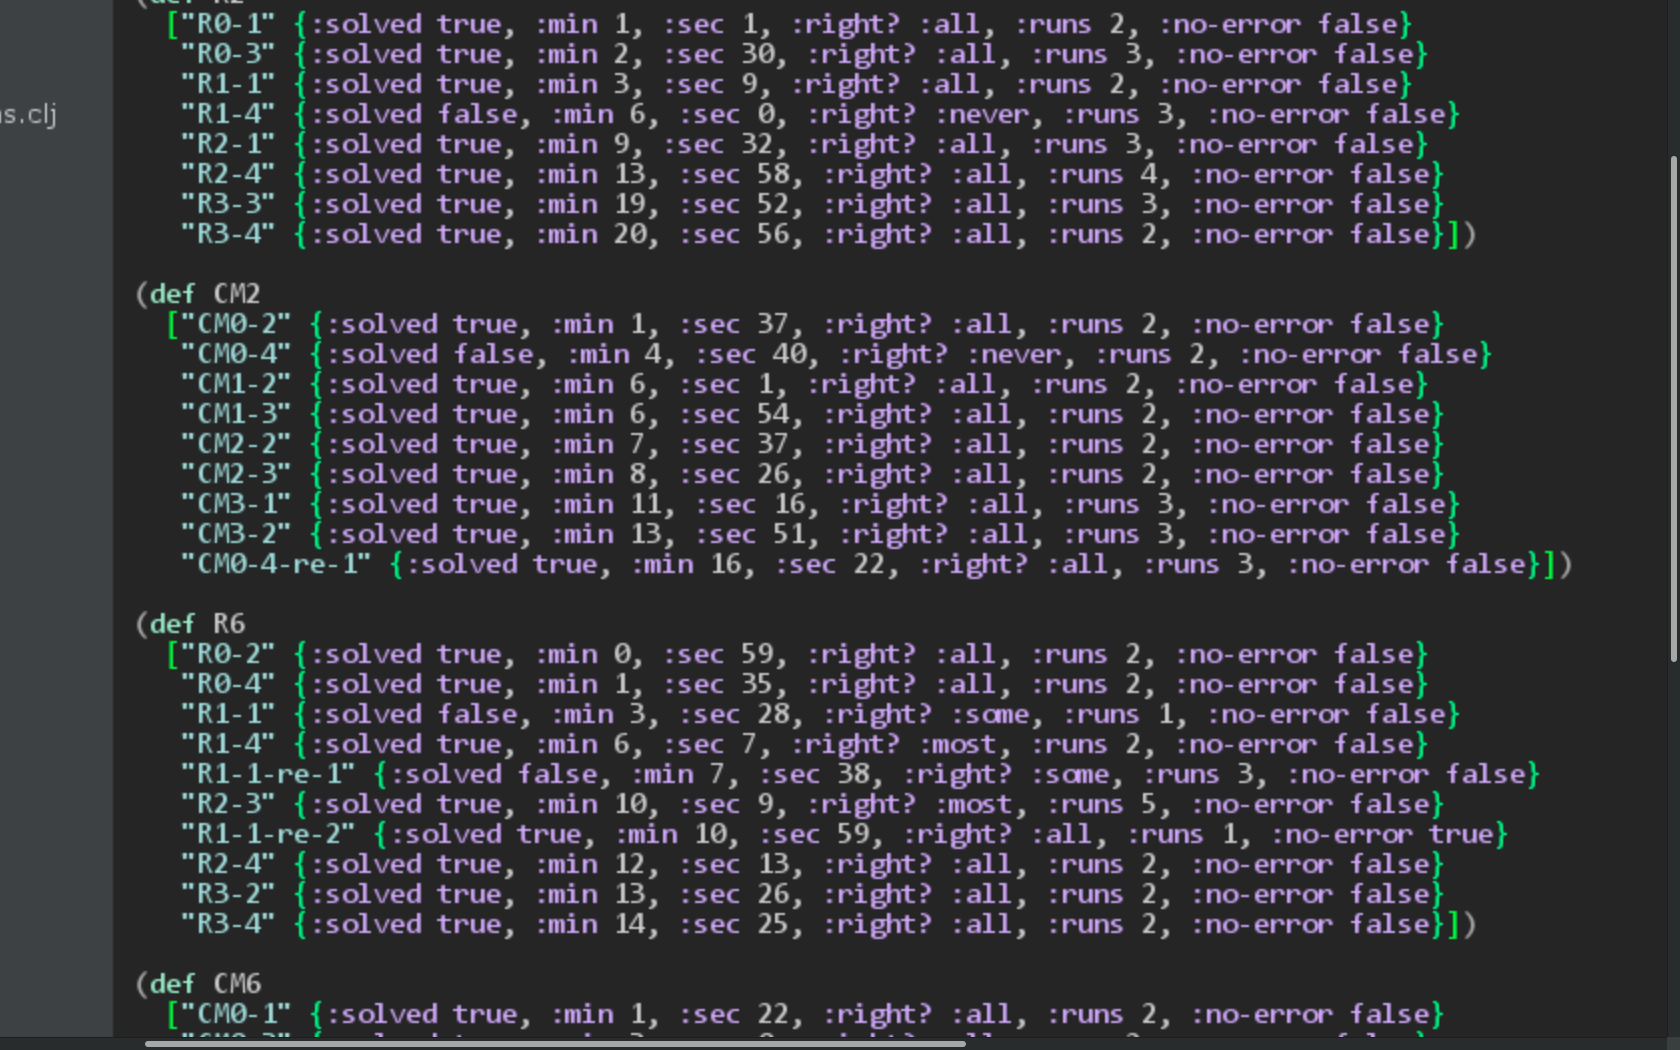 (def R2
["R0-1" {:solved true, :min 1, :sec 1, :right? :all, :runs 2, :no-error false}
"R0-3" {:solved true, :min 2, :sec 30, :right? :all, :runs 3, :no-error false}
"R1-1" {:solved true, :min 3, :sec 9, :right? :all, :runs 2, :no-error false}
ns.clj
"R1-4" {:solved false, :min 6, :sec 0, :right? :never, :runs 3, :no-error false}
"R2-1" {:solved true, :min 9, :sec 32, :right? :all, :runs 3, :no-error false}
"R2-4" {:solved true, :min 13, :sec 58, :right? :all, :runs 4, :no-error false}
"R3-3" {:solved true, :min 19, :sec 52, :right? :all, :runs 3, :no-error false}
"R3-4" {:solved true, :min 20, :sec 56, :right? :all, :runs 2, :no-error false}])
(def CM2
["CM0-2" {:solved true, :min 1, :sec 37, :right? :all, :runs 2, :no-error false}
"CM0-4" {:solved false, :min 4, :sec 40, :right? :never, :runs 2, :no-error false}
"CM1-2" {:solved true, :min 6, :sec 1, :right? :all, :runs 2, :no-error false}
"CM1-3" {:solved true, :min 6, :sec 54, :right? :all, :runs 2, :no-error false}
"CM2-2" {:solved true, :min 7, :sec 37, :right? :all, :runs 2, :no-error false}
"CM2-3" {:solved true, :min 8, :sec 26, :right? :all, :runs 2, :no-error false}
"CM3-1" {:solved true, :min 11, :sec 16, :right? :all, :runs 3, :no-error false}
"CM3-2" {:solved true, :min 13, :sec 51, :right? :all, :runs 3, :no-error false}
"CM0-4-re-1" {:solved true, :min 16, :sec 22, :right? :all, :runs 3, :no-error false}])
(def R6
["R0-2" {:solved true, :min 0, :sec 59, :right? :all, :runs 2, :no-error false}
"R0-4" {:solved true, :min 1, :sec 35, :right? :all, :runs 2, :no-error false}
"R1-1" {:solved false, :min 3, :sec 28, :right? :some, :runs 1, :no-error false}
"R1-4" {:solved true, :min 6, :sec 7, :right? :most, :runs 2, :no-error false}
"R1-1-re-1" {:solved false, :min 7, :sec 38, :right? :some, :runs 3, :no-error false}
"R2-3" {:solved true, :min 10, :sec 9, :right? :most, :runs 5, :no-error false}
"R1-1-re-2" {:solved true, :min 10, :sec 59, :right? :all, :runs 1, :no-error true}
"R2-4" {:solved true, :min 12, :sec 13, :right? :all, :runs 2, :no-error false}
"R3-2" {:solved true, :min 13, :sec 26, :right? :all, :runs 2, :no-error false}
"R3-4" {:solved true, :min 14, :sec 25, :right? :all, :runs 2, :no-error false}])
(def CM6
["CM0-1" {:solved true, :min 1, :sec 22, :right? :all, :runs 2, :no-error false}